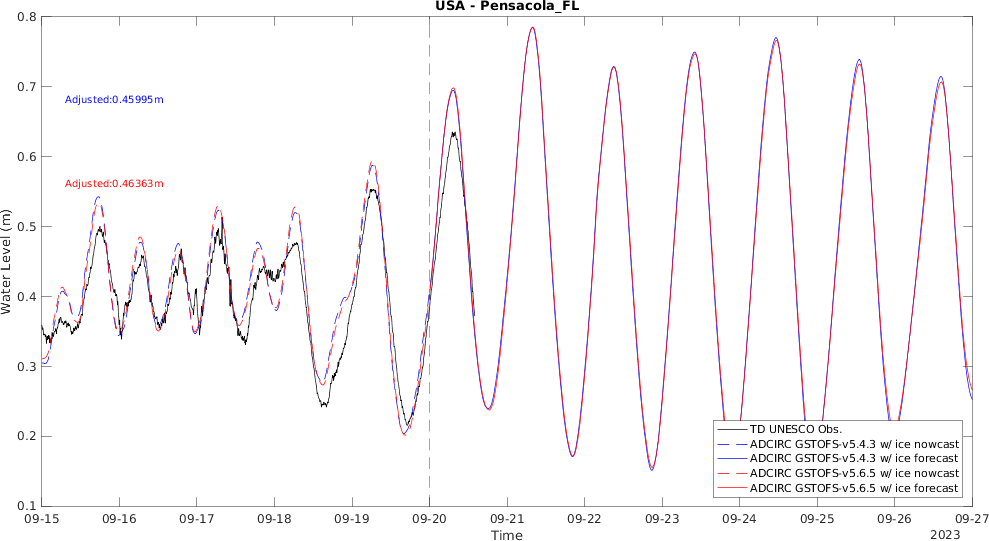 USA - Pensacola_FL
0.8
0.7
0.6
0.5
0.4
0.3
0.2
0.1
Water Level (m)
Adjusted:0.45995m
Adjusted:0.46363m
TD UNESCO Obs.
ADCIRC GSTOFS-v5.4.3 w/ ice nowcast
ADCIRC GSTOFS-v5.4.3 w/ ice forecast
ADCIRC GSTOFS-v5.6.5 w/ ice nowcast
ADCIRC GSTOFS-v5.6.5 w/ ice forecast
09-15 09-16 09-17 09-18 09-19 09-20 09-21 09-22 09-23 09-24 09-25 09-26 09-27
Time
2023